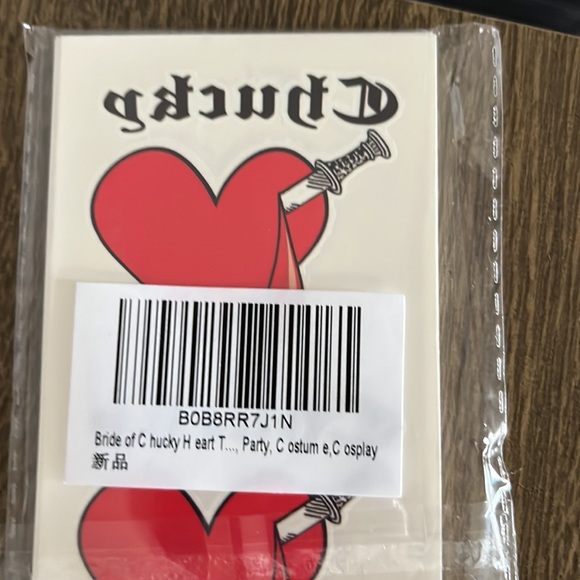 Chucky
B0B8RR7J1N
Bride of C hucky H eart T..., Party, C ostum e,C osplay
新品